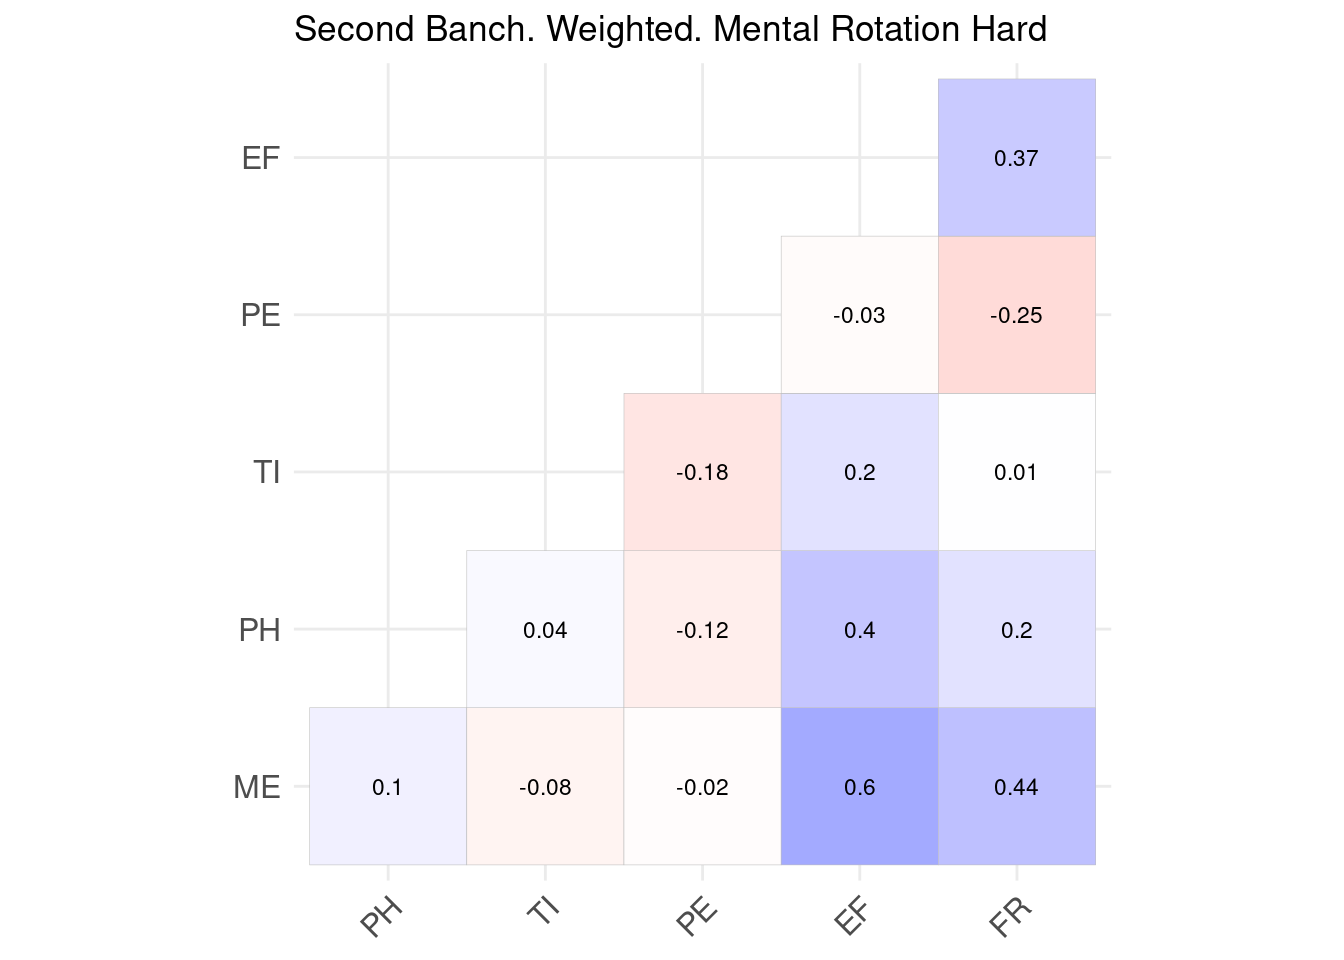 Second Banch. Weighted. Mental Rotation Hard
EF 0.37
PE -0.03 -0.25
TI -0.18 0.2 0.01
PH 0.04 -0.12 0.4 0.2
ME 0.1 -0.08 -0.02 0.6 0.44
PH TI PE EF FR